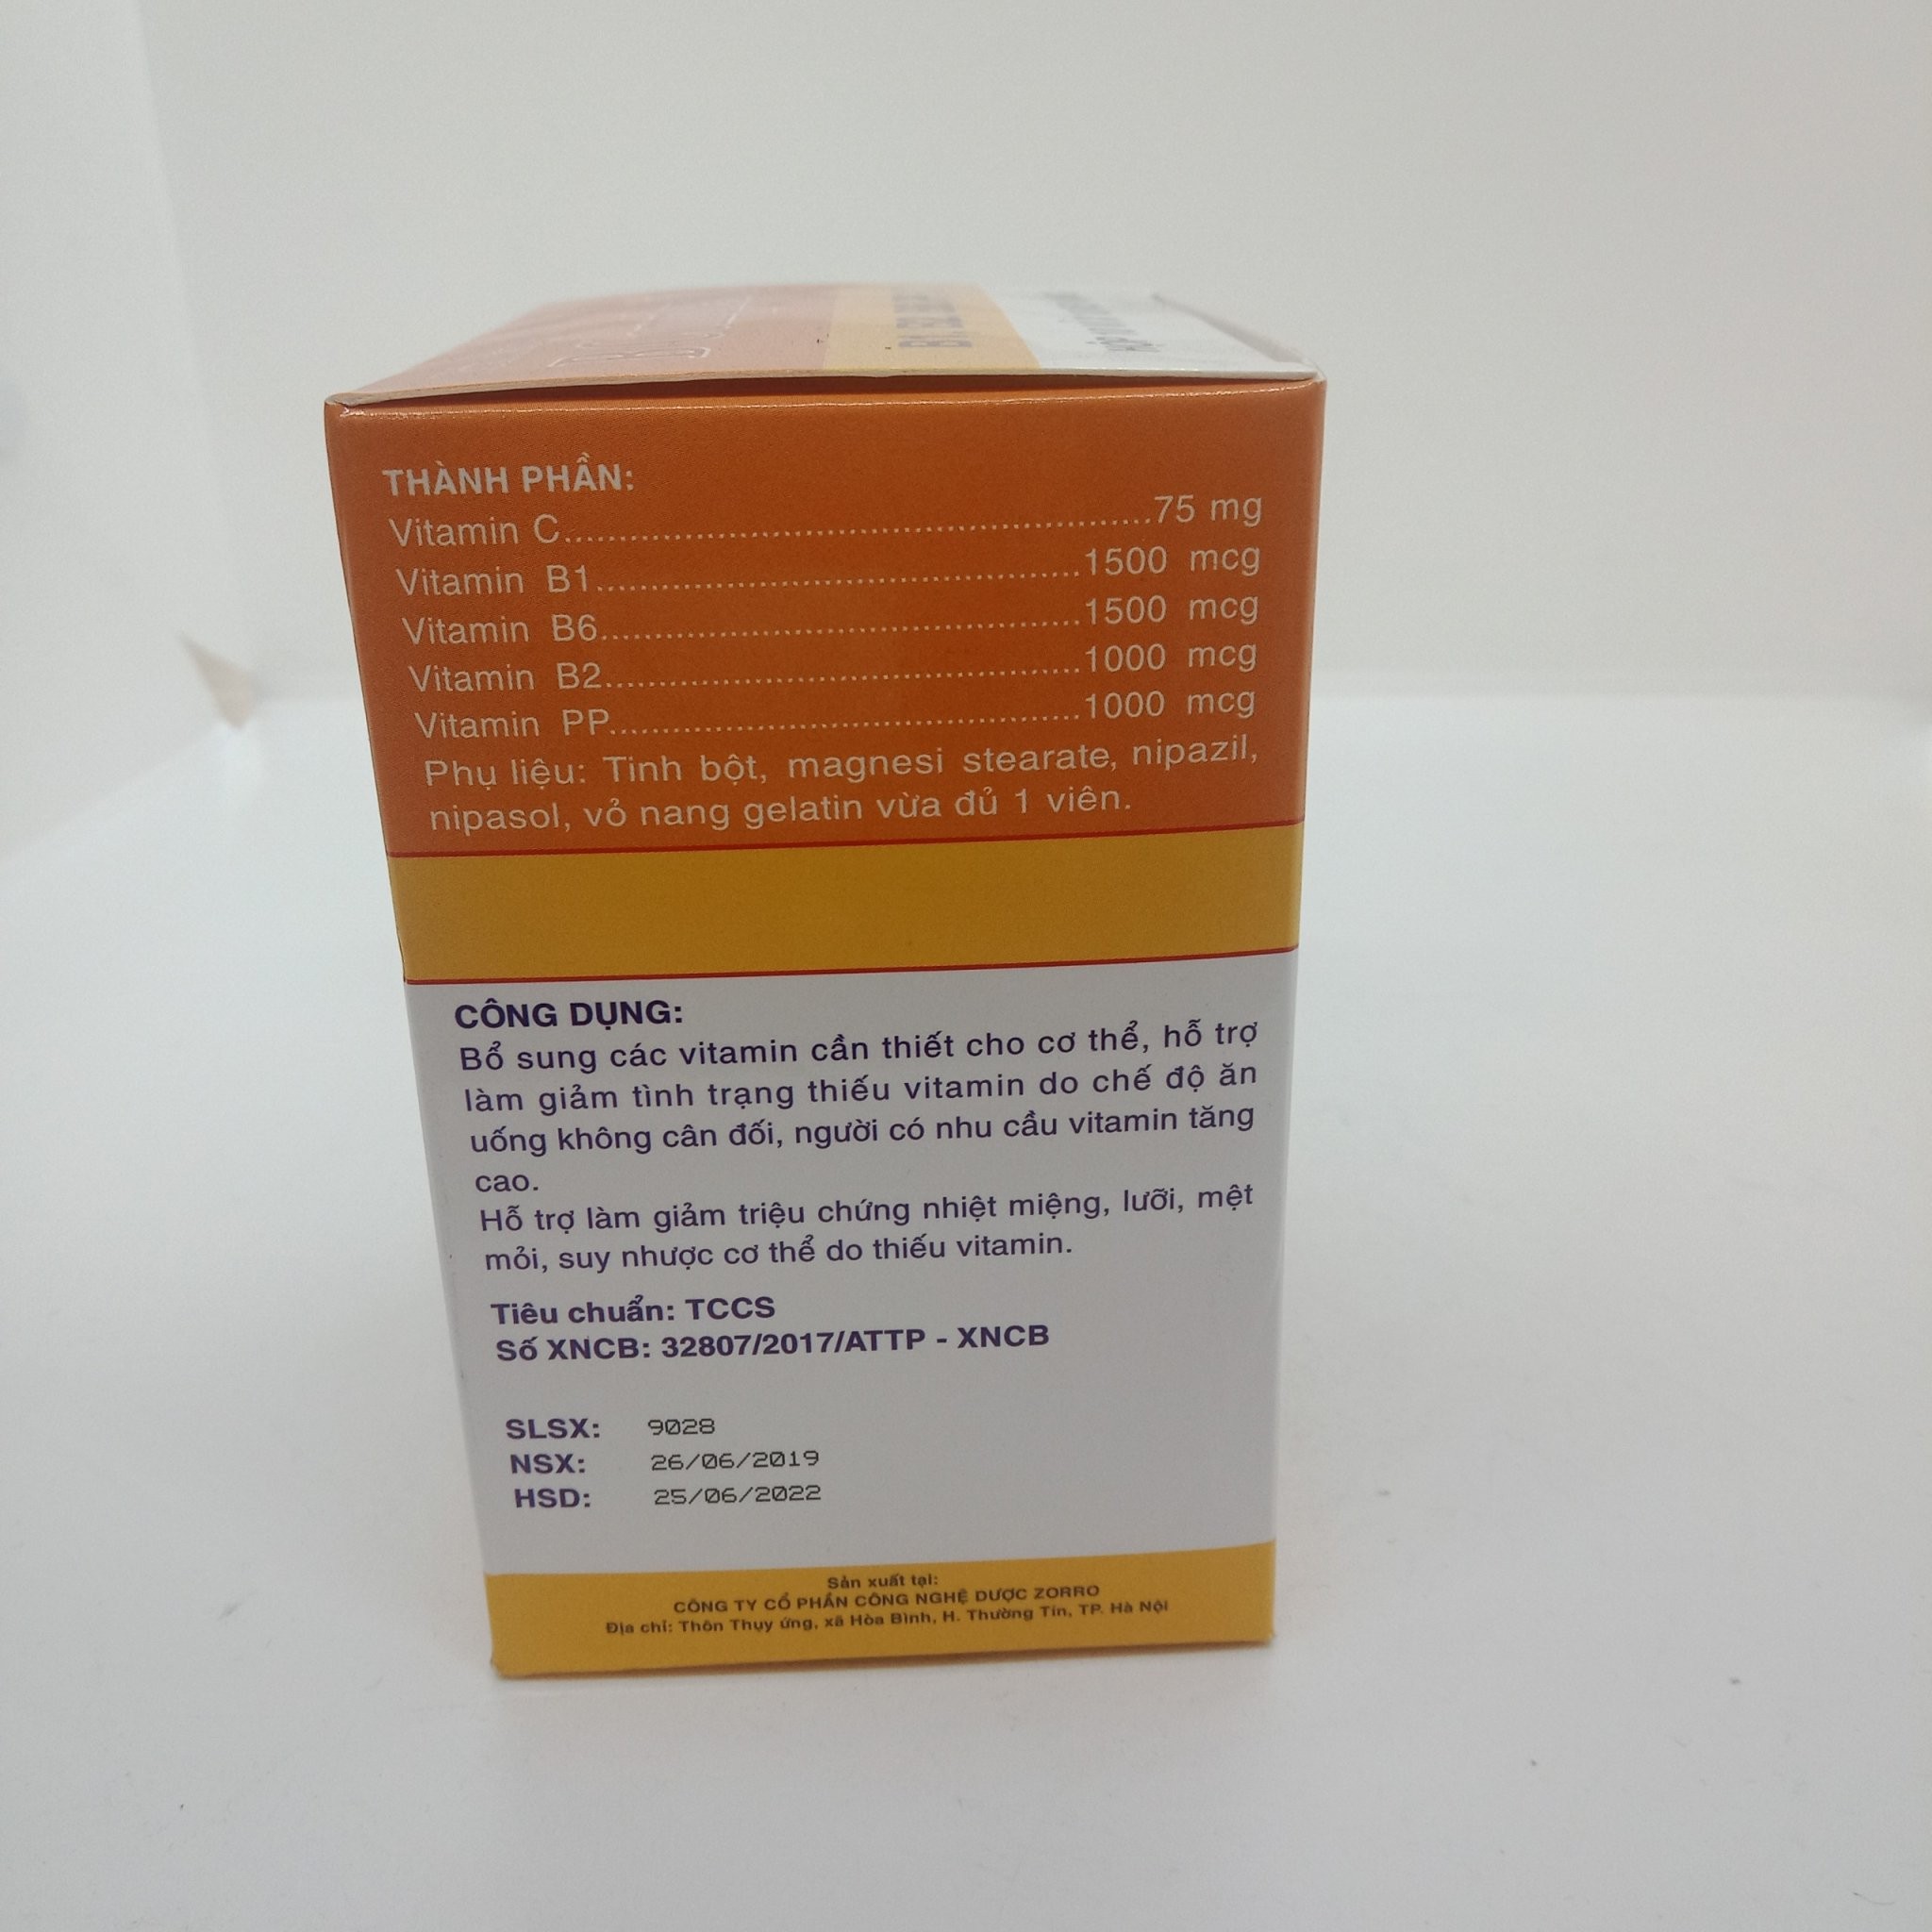 THÀNH PHẦN:
Vitamin C..................................................75 mg
Vitamin B1.............................................1500 mcg
Vitamin B6.............................................1500 mcg
Vitamin B2.............................................1000 mcg
Vitamin PP............................................1000 mcg
Phụ liệu: Tinh bột, magnesi stearate, nipazil,
nipasol, vỏ nang gelatin vừa đủ 1 viên.
CÔNG DỤNG:
Bổ sung các vitamin cần thiết cho cơ thể, hỗ trợ
làm giảm tình trạng thiếu vitamin do chế độ ăn
uống không cân đối, người có nhu cầu vitamin tăng
cao.
Hỗ trợ làm giảm triệu chứng nhiệt miệng, lưỡi, mệt
mỏi, suy nhược cơ thể do thiếu vitamin.
Tiêu chuẩn: TCCS
Số XNCB: 32807/2017/ATTP - XNCB
SLSX: 9028
NSX: 26/06/2019
HSD: 25/06/2022
Sản xuất tại:
CÔNG TY CỔ PHẦN CÔNG NGHỆ DƯỢC ZORRO
Địa chỉ: Thôn Thụy ứng, xã Hòa Bình, H. Thường Tín, TP. Hà Nội